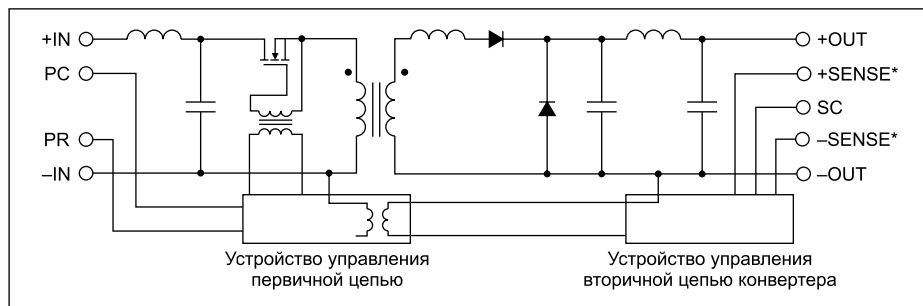 +IN
+OUT
PC
+SENSE*
SC
PR
–SENSE*
–IN
–OUT
Устройство управления
первичной цепью
Устройство управления
вторичной цепью конвертера